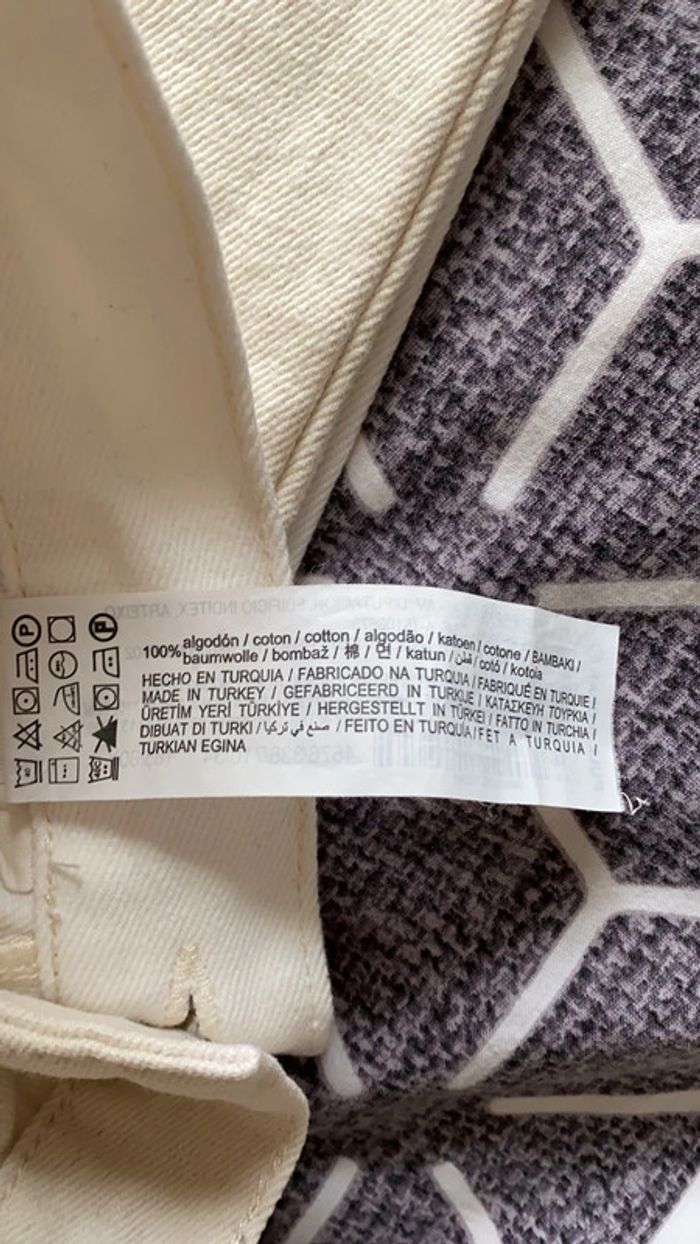 100% algodón / coton / cotton / algodão / katoen / cotone / BAMBAKI /
baumwolle / bombaž / 棉 / 면 / katun / قطن / cotó / kotoia
HECHO EN TURQUIA / FABRICADO NA TURQUIA / FABRIQUÉ EN TURQUIE /
MADE IN TURKEY / GEFABRICEERD IN TURKIJE / ΚΑΤΑΣΚΕΥΗ ΤΟΥΡΚΙΑ /
ÜRETİM YERİ TÜRKİYE / HERGESTELLT IN TÜRKEI / FATTO IN TURCHIA /
DIBUAT DI TURKI / صنع في تركيا / FEITO EN TURQUÍA / FET A TURQUIA /
TURKIAN EGINA